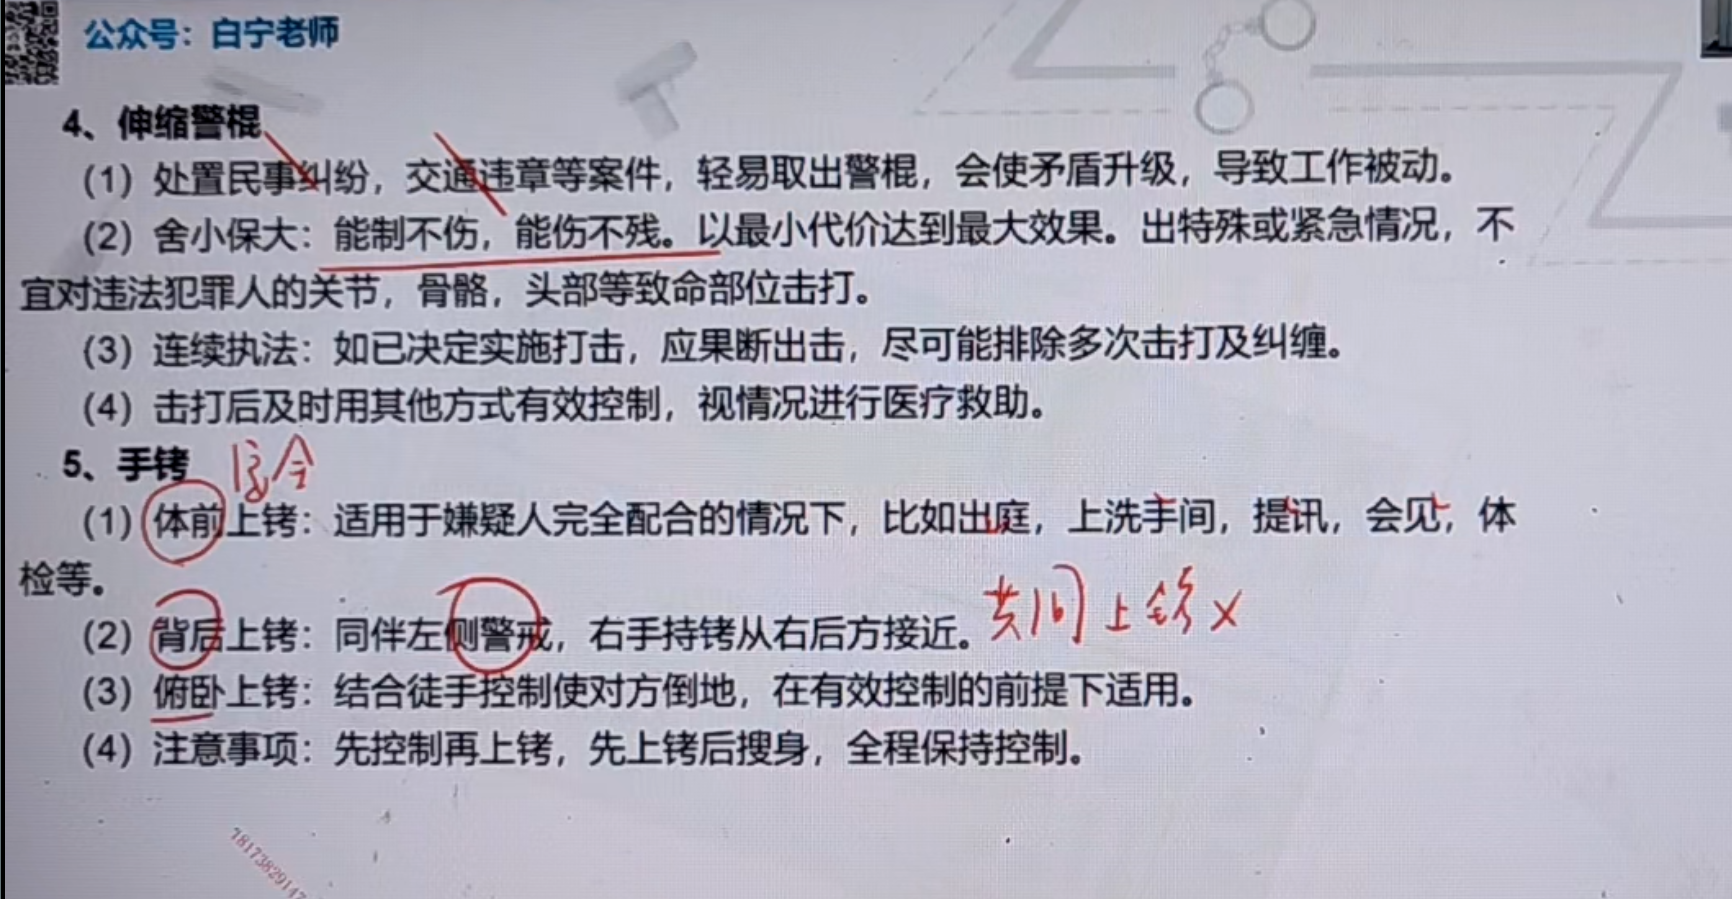 公众号：白宁老师
4、伸缩警棍
（1）处置民事纠纷，交通违章等案件，轻易取出警棍，会使矛盾升级，导致工作被动。
（2）舍小保大：能制不伤，能伤不残。以最小代价达到最大效果。出特殊或紧急情况，不
宜对违法犯罪人的关节，骨骼，头部等致命部位击打。
（3）连续执法：如已决定实施打击，应果断出击，尽可能排除多次击打及纠缠。
（4）击打后及时用其他方式有效控制，视情况进行医疗救助。
5、手铐
（1）体前上铐：适用于嫌疑人完全配合的情况下，比如出庭，上洗手间，提讯，会见，体
检等。
（2）背后上铐：同伴左侧警戒，右手持铐从右后方接近。
共同上铐 ×
（3）俯卧上铐：结合徒手控制使对方倒地，在有效控制的前提下适用。
（4）注意事项：先控制再上铐，先上铐后搜身，全程保持控制。